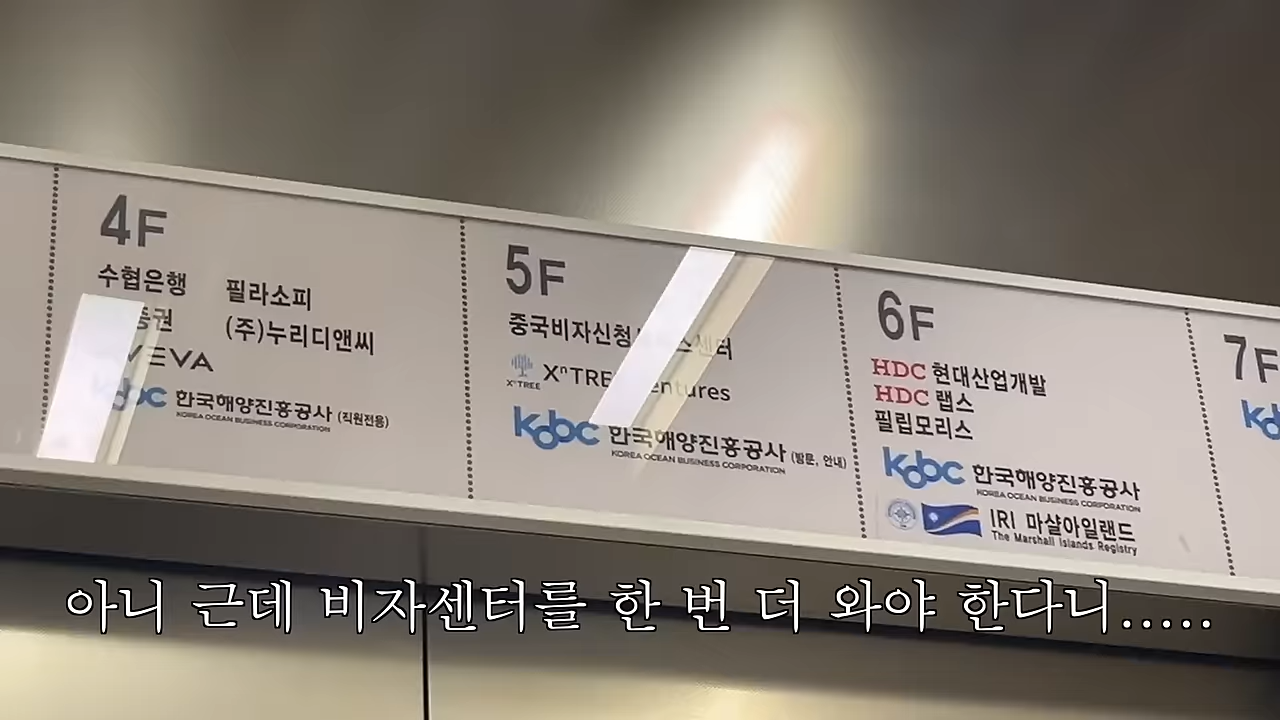 4F
수협은행 필라소피
증권 (주)누리디앤씨
VEVA
kobc 한국해양진흥공사 (직원전용)
KOREA OCEAN BUSINESS CORPORATION
5F
중국비자신청 센터
XⁿTREE Xⁿ TRE entures
kobc 한국해양진흥공사 (방문, 안내)
KOREA OCEAN BUSINESS CORPORATION
6F
HDC 현대산업개발
HDC 랩스
필립모리스
kobc 한국해양진흥공사
KOREA OCEAN BUSINESS CORPORATION
IRI 마샬아일랜드
The Marshall Islands Registry
7F
아니 근데 비자센터를 한 번 더 와야 한다니.....